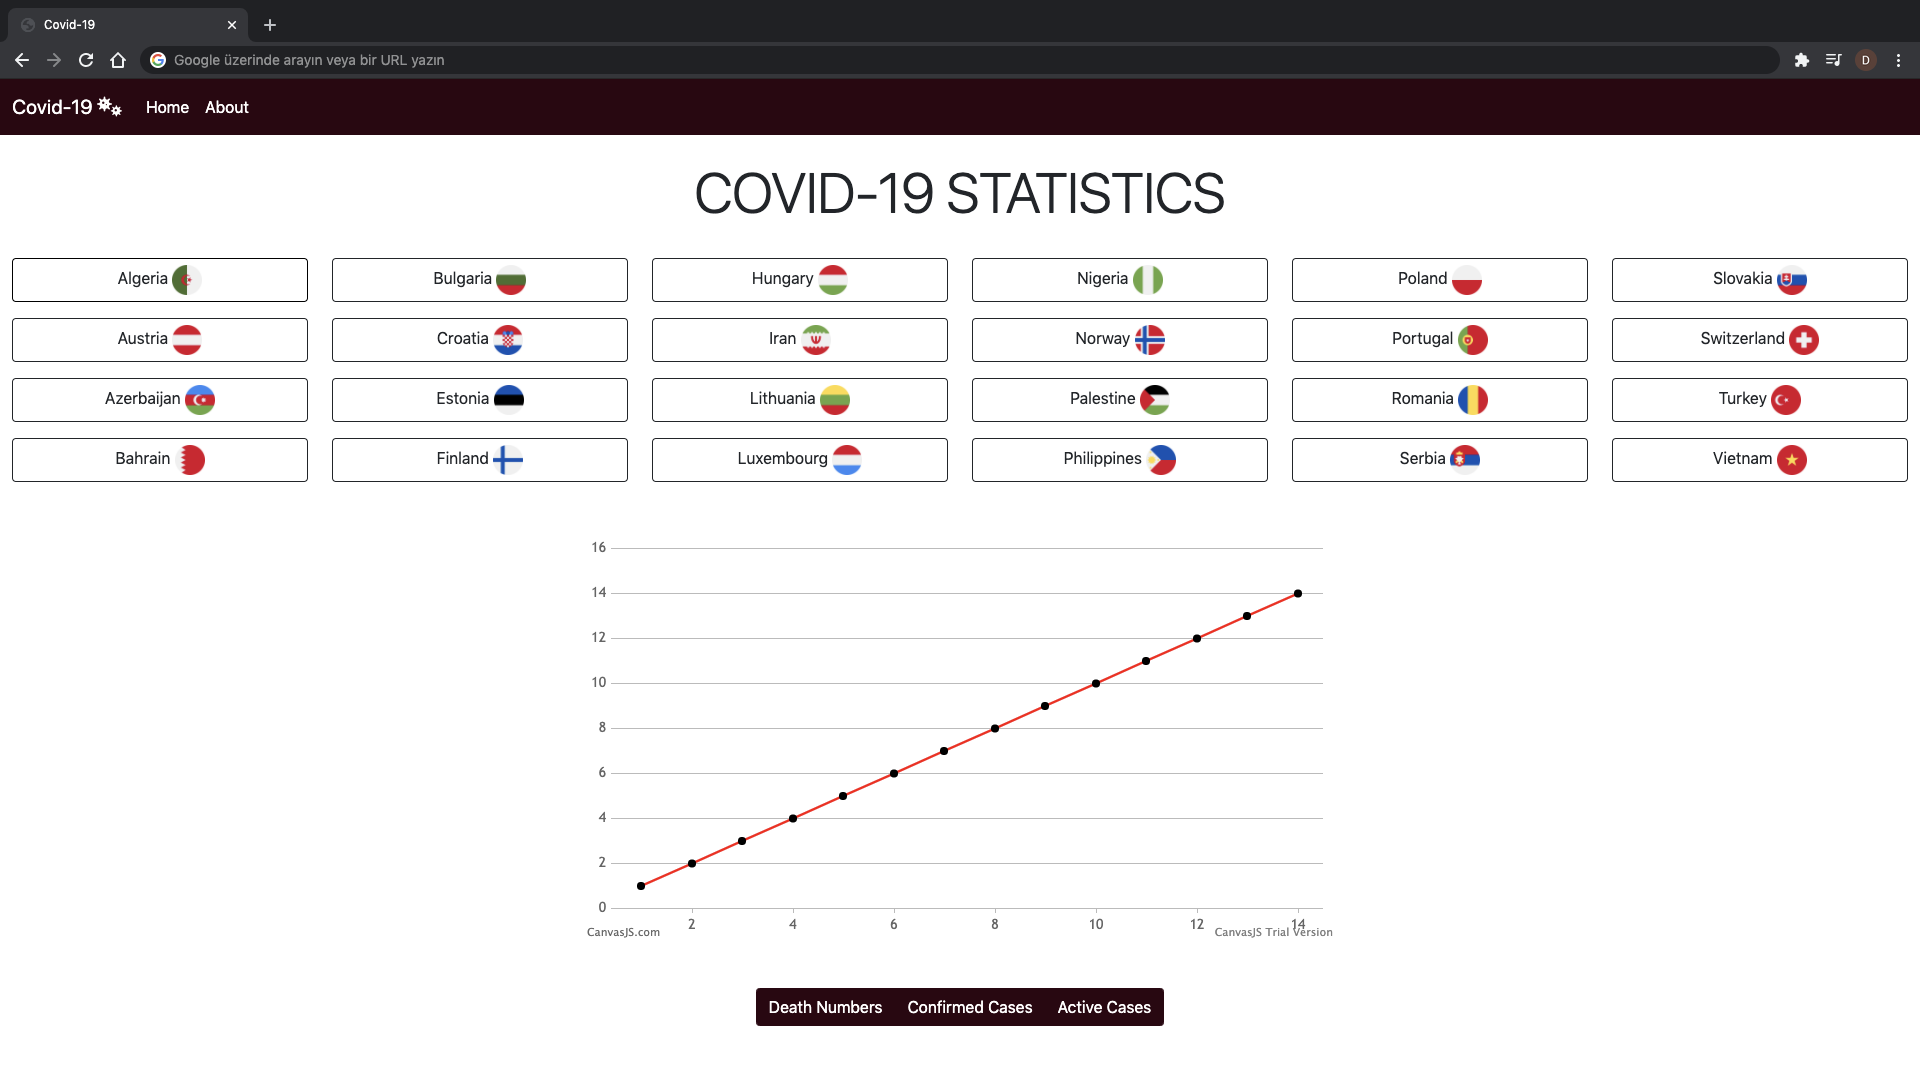 Covid-19
Google üzerinde arayın veya bir URL yazın
D
Covid-19 Home About
COVID-19 STATISTICS
Algeria Bulgaria Hungary Nigeria Poland Slovakia
Austria Croatia Iran Norway Portugal Switzerland
Azerbaijan Estonia Lithuania Palestine Romania Turkey
Bahrain Finland Luxembourg Philippines Serbia Vietnam
16
14
12
10
8
6
4
2
0
2 4 6 8 10 12 14
CanvasJS.com CanvasJS Trial Version
Death Numbers Confirmed Cases Active Cases